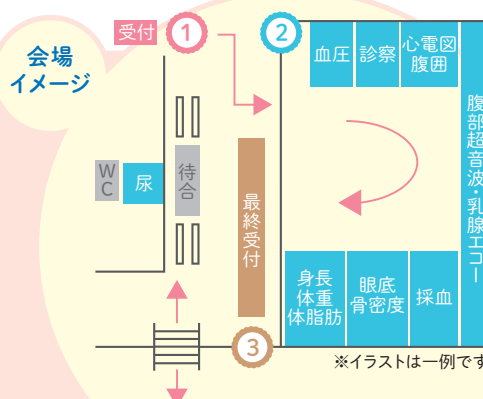 会場
イメージ
受付
1
2
血圧
診察
心電図
腹囲
腹部超音波・乳腺エコー
WC
尿
待合
最終受付
身長
体重
体脂肪
眼底
骨密度
採血
3
※イラストは一例です